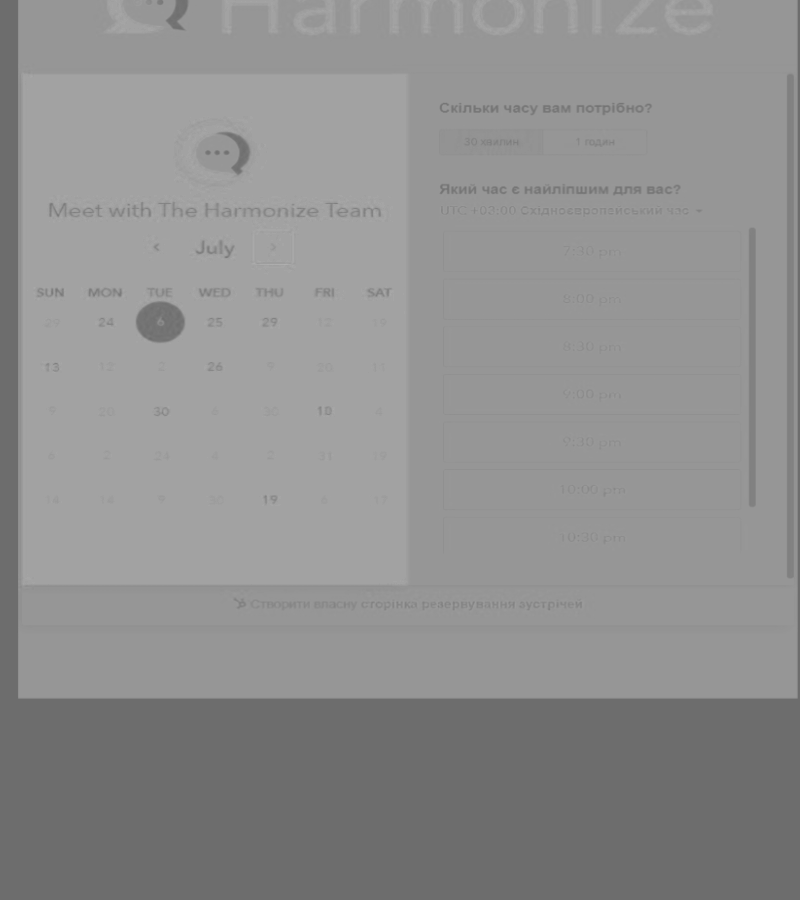 Harmonize
Meet with The Harmonize Team
‹ July ›
SUN MON TUE WED THU FRI SAT
29 24 6 25 29 12 19
13 12 2 26 9 20 11
9 20 30 6 30 18 4
6 2 24 4 2 31 19
14 14 9 30 19 6 17
Скільки часу вам потрібно?
30 хвилин 1 годин
Який час є найліпшим для вас?
UTC +03:00 Східноєвропейський час
7:30 pm
8:00 pm
8:30 pm
9:00 pm
9:30 pm
10:00 pm
10:30 pm
Створити власну сторінка резервування зустрічей